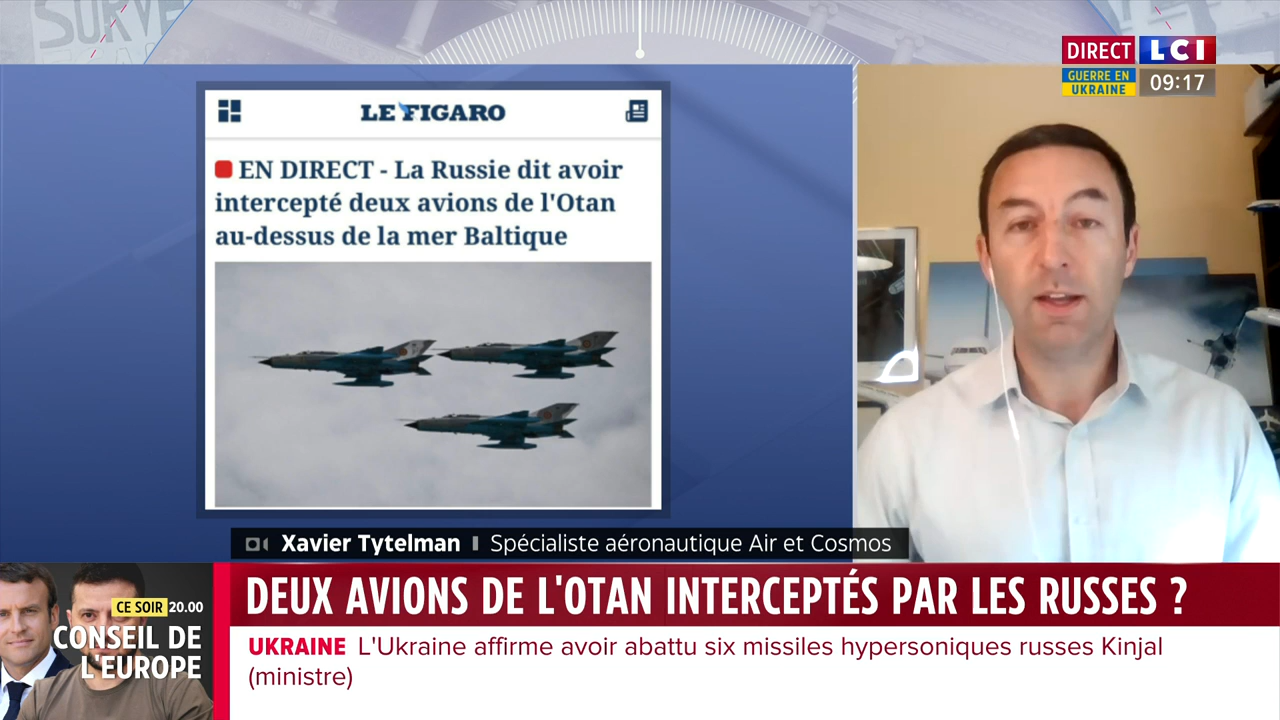 SURVE
DIRECT LCI
GUERRE EN
UKRAINE
09:17
LE FIGARO
EN DIRECT - La Russie dit avoir
intercepté deux avions de l'Otan
au-dessus de la mer Baltique
Xavier Tytelman Spécialiste aéronautique Air et Cosmos
CE SOIR 20.00
CONSEIL DE
L'EUROPE
DEUX AVIONS DE L'OTAN INTERCEPTÉS PAR LES RUSSES ?
UKRAINE L'Ukraine affirme avoir abattu six missiles hypersoniques russes Kinjal
(ministre)